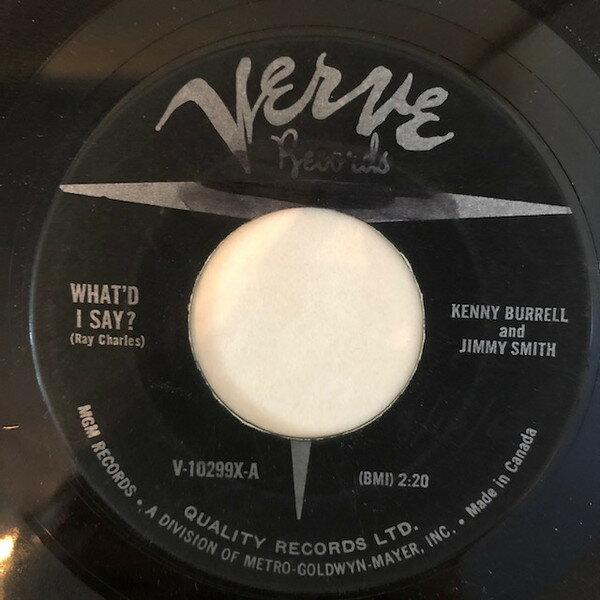 Verve
Records
WHAT'D
I SAY?
(Ray Charles)
KENNY BURRELL
and
JIMMY SMITH
V-10299X-A
(BMI) 2:20
QUALITY RECORDS LTD.
MGM RECORDS • A DIVISION OF METRO-GOLDWYN-MAYER, INC. • Made in Canada